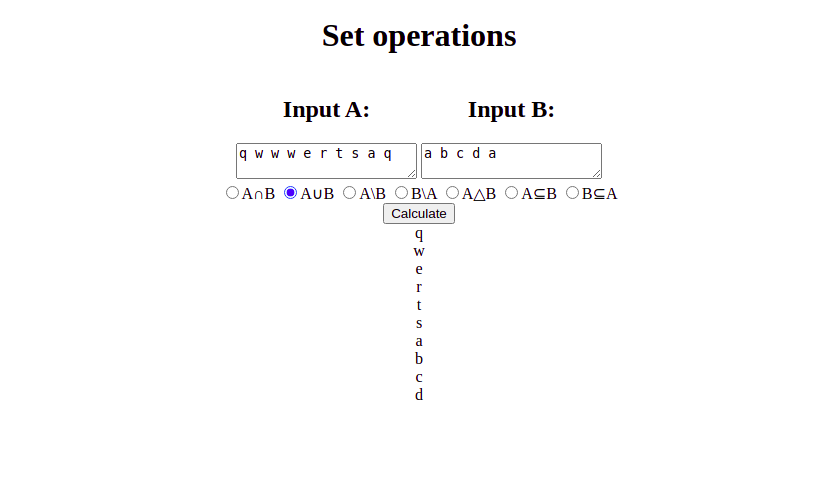 Set operations
Input A: Input B:
q w w w e r t s a q a b c d a
A∩B A∪B A\B B\A A△B A⊆B B⊆A
Calculate
q
w
e
r
t
s
a
b
c
d